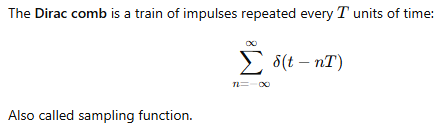 The Dirac comb is a train of impulses repeated every T units of time:
∞
∑ δ(t − nT)
n=−∞
Also called sampling function.